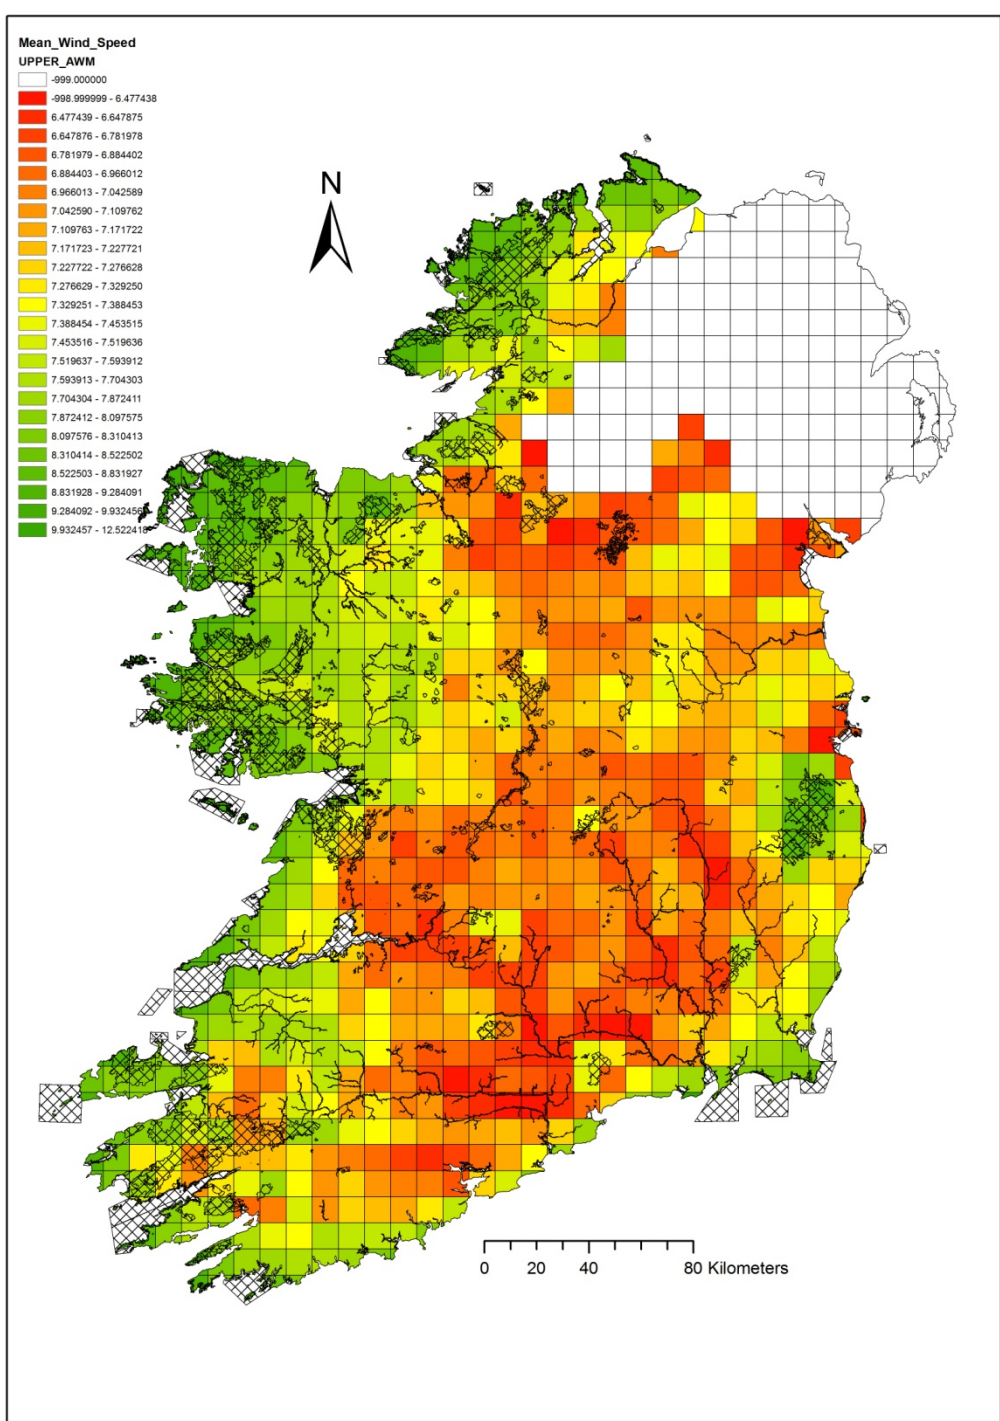 Mean_Wind_Speed
UPPER_AWM
-999.000000
-998.999999 - 6.477438
6.477439 - 6.647875
6.647876 - 6.781978
6.781979 - 6.884402
6.884403 - 6.966012
6.966013 - 7.042589
7.042590 - 7.109762
7.109763 - 7.171722
7.171723 - 7.227721
7.227722 - 7.276628
7.276629 - 7.329250
7.329251 - 7.388453
7.388454 - 7.453515
7.453516 - 7.519636
7.519637 - 7.593912
7.593913 - 7.704303
7.704304 - 7.872411
7.872412 - 8.097575
8.097576 - 8.310413
8.310414 - 8.522502
8.522503 - 8.831927
8.831928 - 9.284091
9.284092 - 9.932456
9.932457 - 12.522418
N
0 20 40 80 Kilometers